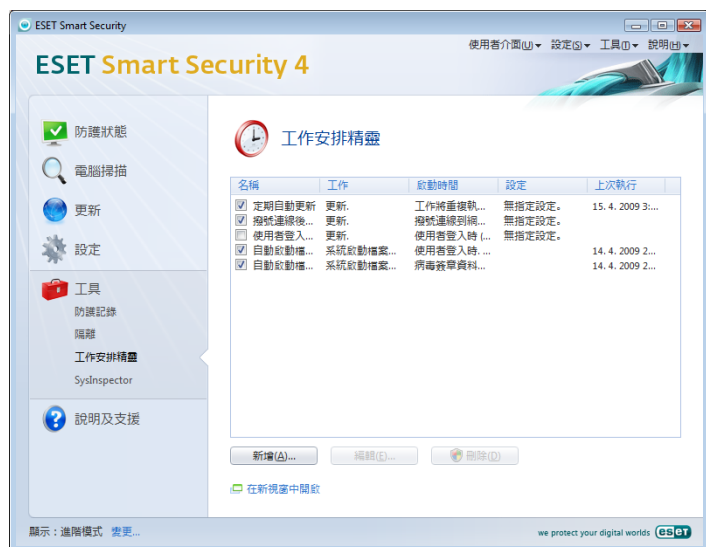 ESET Smart Security
使用者介面(U) 設定(S) 工具(T) 說明(H)
ESET Smart Security 4
防護狀態
電腦掃描
更新
設定
工具
防護記錄
隔離
工作安排精靈
SysInspector
說明及支援
工作安排精靈
名稱 工作 啟動時間 設定 上次執行
定期自動更新 更新. 工作將重複執... 無指定設定。 15. 4. 2009 3:...
撥號連線後... 更新. 撥號連線到網... 無指定設定。
使用者登入... 更新. 使用者登入時 (... 無指定設定。
自動啟動檔... 系統啟動檔案... 使用者登入時. ... 14. 4. 2009 2...
自動啟動檔... 系統啟動檔案... 病毒簽章資料... 14. 4. 2009 2...
新增(A)... 編輯(E)... 刪除(D)
在新視窗中開啟
顯示：進階模式 變更... we protect your digital worlds eset